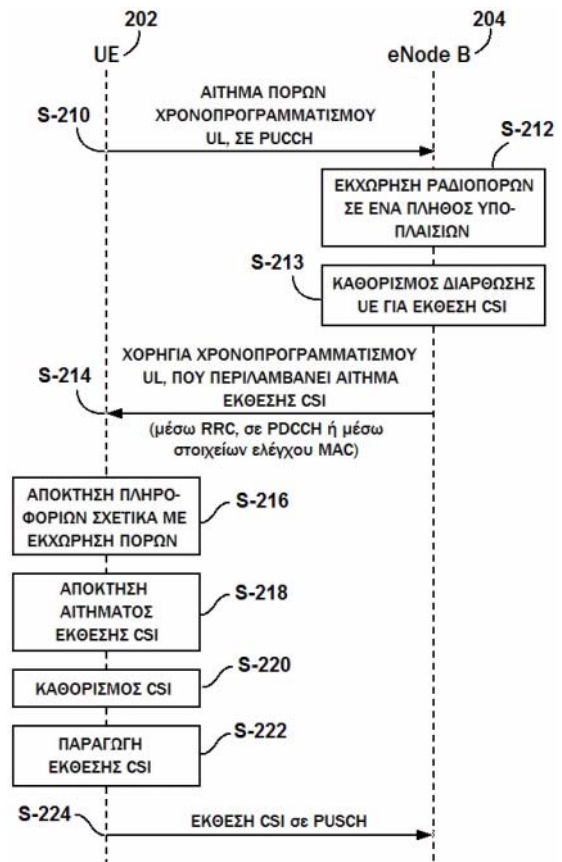 202
204
UE
eNode B
S-210
ΑΙΤΗΜΑ ΠΟΡΩΝ
ΧΡΟΝΟΠΡΟΓΡΑΜΜΑΤΙΣΜΟΥ
UL, ΣΕ PUCCH
S-212
ΕΚΧΩΡΗΣΗ ΡΑΔΙΟΠΟΡΩΝ
ΣΕ ΕΝΑ ΠΛΗΘΟΣ ΥΠΟ-
ΠΛΑΙΣΙΩΝ
S-213
ΚΑΘΟΡΙΣΜΟΣ ΔΙΑΡΘΩΣΗΣ
UE ΓΙΑ ΕΚΘΕΣΗ CSI
S-214
ΧΟΡΗΓΙΑ ΧΡΟΝΟΠΡΟΓΡΑΜΜΑΤΙΣΜΟΥ
UL, ΠΟΥ ΠΕΡΙΛΑΜΒΑΝΕΙ ΑΙΤΗΜΑ
ΕΚΘΕΣΗΣ CSI
(μέσω RRC, σε PDCCH ή μέσω
στοιχείων ελέγχου MAC)
ΑΠΟΚΤΗΣΗ ΠΛΗΡΟ-
ΦΟΡΙΩΝ ΣΧΕΤΙΚΑ ΜΕ
ΕΚΧΩΡΗΣΗ ΠΟΡΩΝ
S-216
ΑΠΟΚΤΗΣΗ
ΑΙΤΗΜΑΤΟΣ
ΕΚΘΕΣΗΣ CSI
S-218
ΚΑΘΟΡΙΣΜΟΣ CSI
S-220
ΠΑΡΑΓΩΓΗ
ΕΚΘΕΣΗΣ CSI
S-222
S-224
ΕΚΘΕΣΗ CSI σε PUSCH